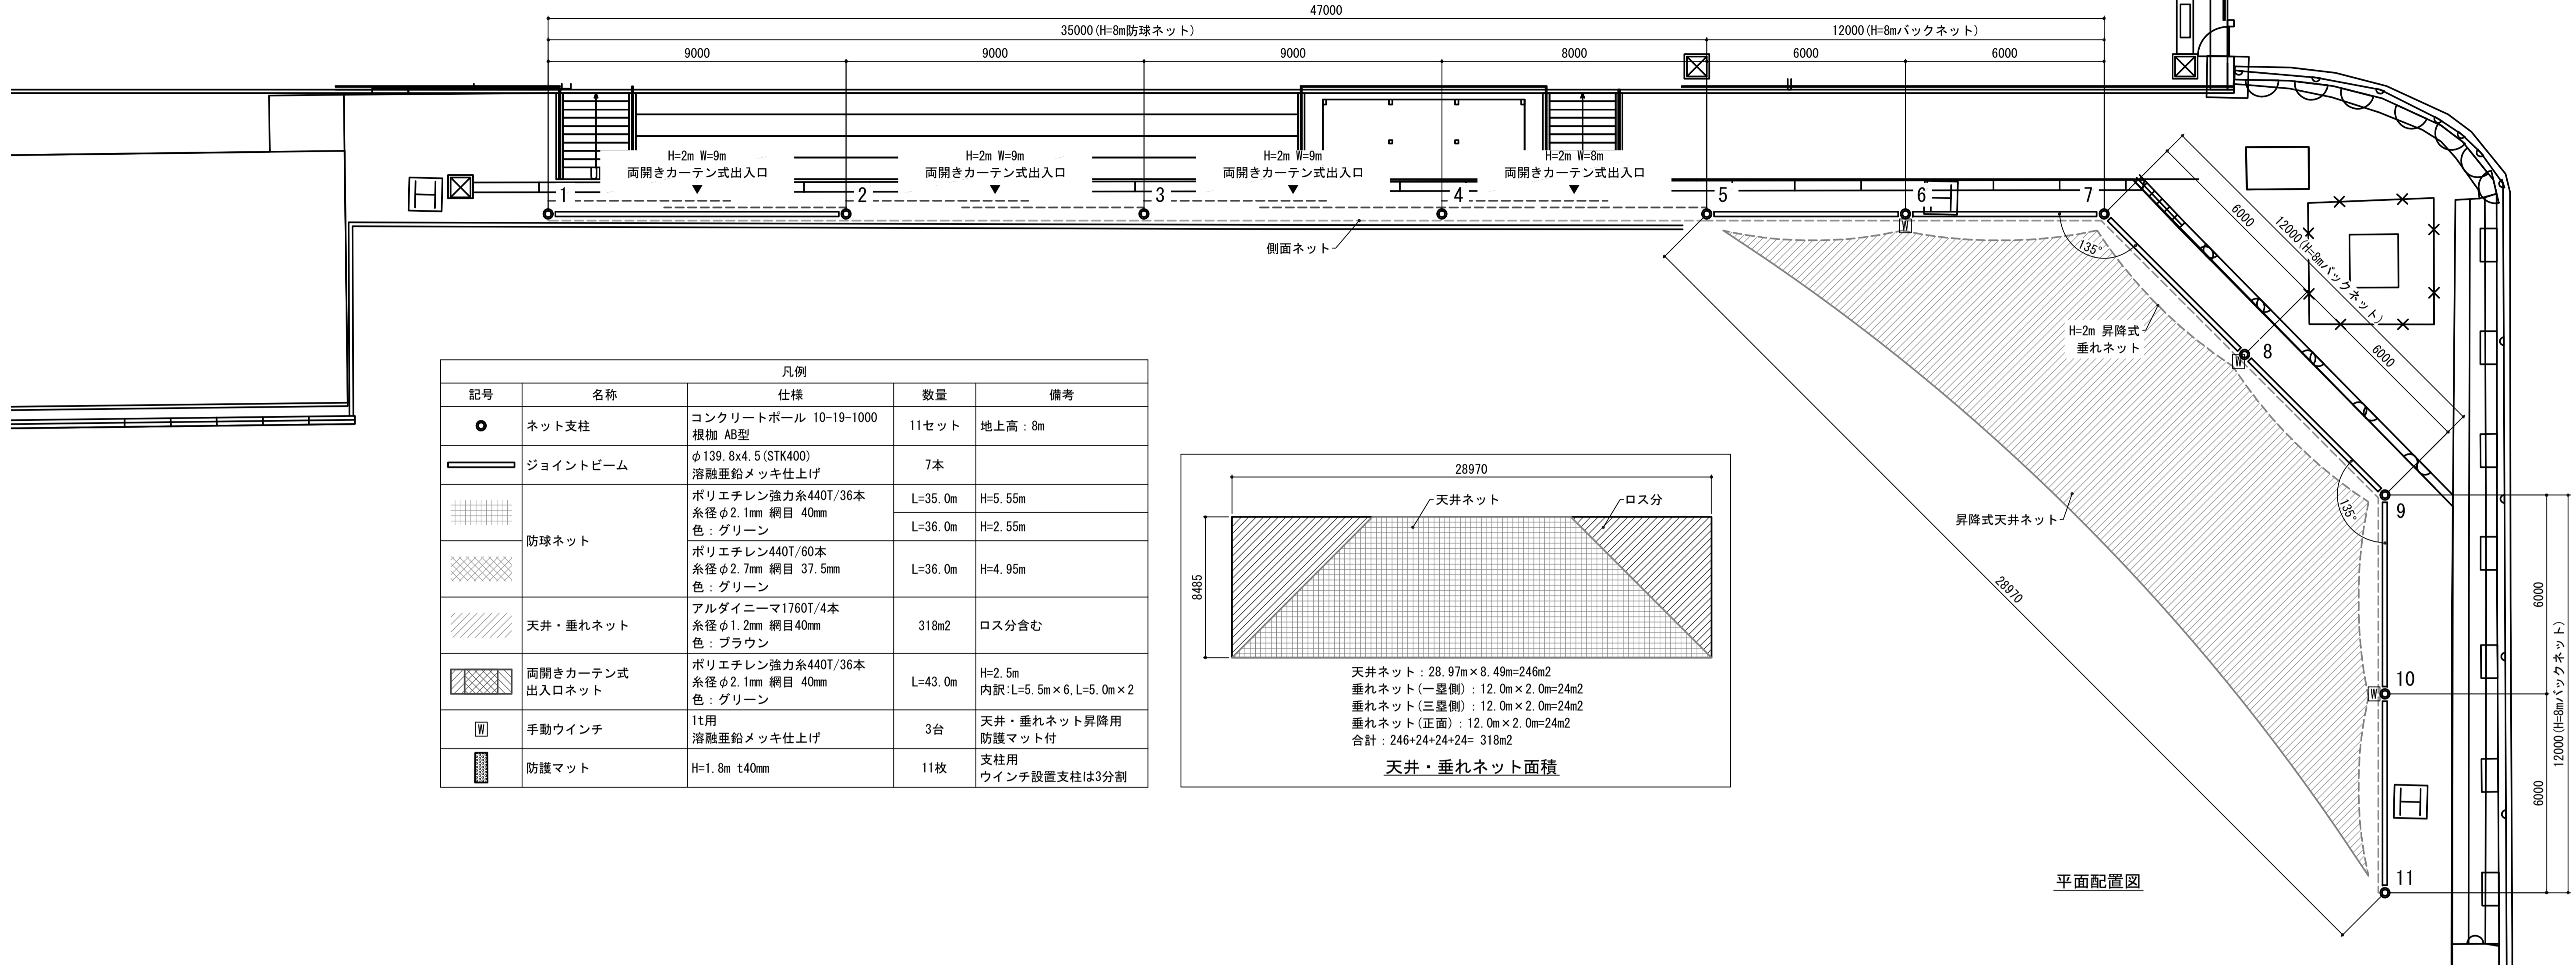 47000
35000(H=8m防球ネット)
12000(H=8mバックネット)
9000
9000
9000
8000
6000
6000
H=2m W=9m
両開きカーテン式出入口
H=2m W=9m
両開きカーテン式出入口
H=2m W=9m
両開きカーテン式出入口
H=2m W=8m
両開きカーテン式出入口
1
2
3
4
5
6
7
側面ネット
W
135°
6000
12000(H=8mバックネット)
6000
H=2m 昇降式
垂れネット
8
W
凡例
記号 名称 仕様 数量 備考
ネット支柱
コンクリートポール 10-19-1000
根枷 AB型
11セット
地上高：8m
ジョイントビーム
φ139.8x4.5(STK400)
溶融亜鉛メッキ仕上げ
7本
防球ネット
ポリエチレン強力糸440T/36本
糸径φ2.1mm 網目 40mm
色：グリーン
L=35.0m H=5.55m
L=36.0m H=2.55m
ポリエチレン440T/60本
糸径φ2.7mm 網目 37.5mm
色：グリーン
L=36.0m H=4.95m
天井・垂れネット
アルダイニーマ1760T/4本
糸径φ1.2mm 網目40mm
色：ブラウン
318m2
ロス分含む
両開きカーテン式
出入口ネット
ポリエチレン強力糸440T/36本
糸径φ2.1mm 網目 40mm
色：グリーン
L=43.0m
H=2.5m
内訳:L=5.5m×6,L=5.0m×2
W
手動ウインチ
1t用
溶融亜鉛メッキ仕上げ
3台
天井・垂れネット昇降用
防護マット付
防護マット
H=1.8m t40mm
11枚
支柱用
ウインチ設置支柱は3分割
28970
天井ネット
ロス分
8485
天井ネット：28.97m×8.49m=246m2
垂れネット(一塁側)：12.0m×2.0m=24m2
垂れネット(三塁側)：12.0m×2.0m=24m2
垂れネット(正面)：12.0m×2.0m=24m2
合計：246+24+24+24= 318m2
天井・垂れネット面積
昇降式天井ネット
28970
135°
9
W
10
11
6000
12000(H=8mバックネット)
6000
平面配置図